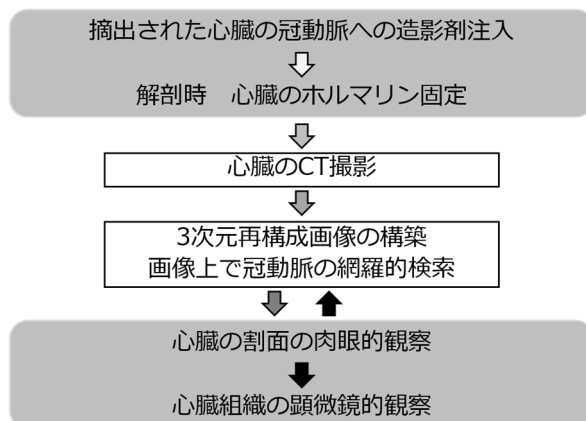 摘出された心臓の冠動脈への造影剤注入
解剖時　心臓のホルマリン固定
心臓のCT撮影
3次元再構成画像の構築
画像上で冠動脈の網羅的検索
心臓の割面の肉眼的観察
心臓組織の顕微鏡的観察